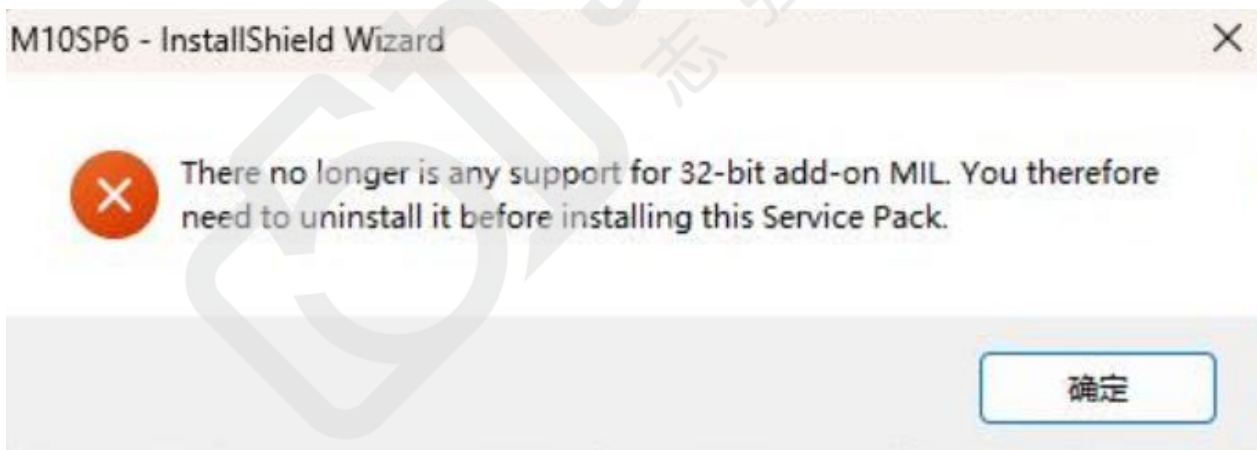 M10SP6 - InstallShield Wizard
There no longer is any support for 32-bit add-on MIL. You therefore
need to uninstall it before installing this Service Pack.
确定
志